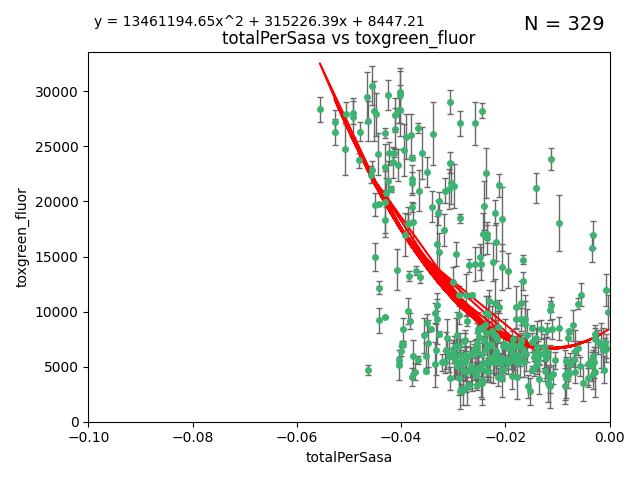 y = 13461194.65x^2 + 315226.39x + 8447.21
N = 329
totalPerSasa vs toxgreen_fluor
30000
25000
20000
15000
10000
5000
0
toxgreen_fluor
−0.10 −0.08 −0.06 −0.04 −0.02 0.00
totalPerSasa